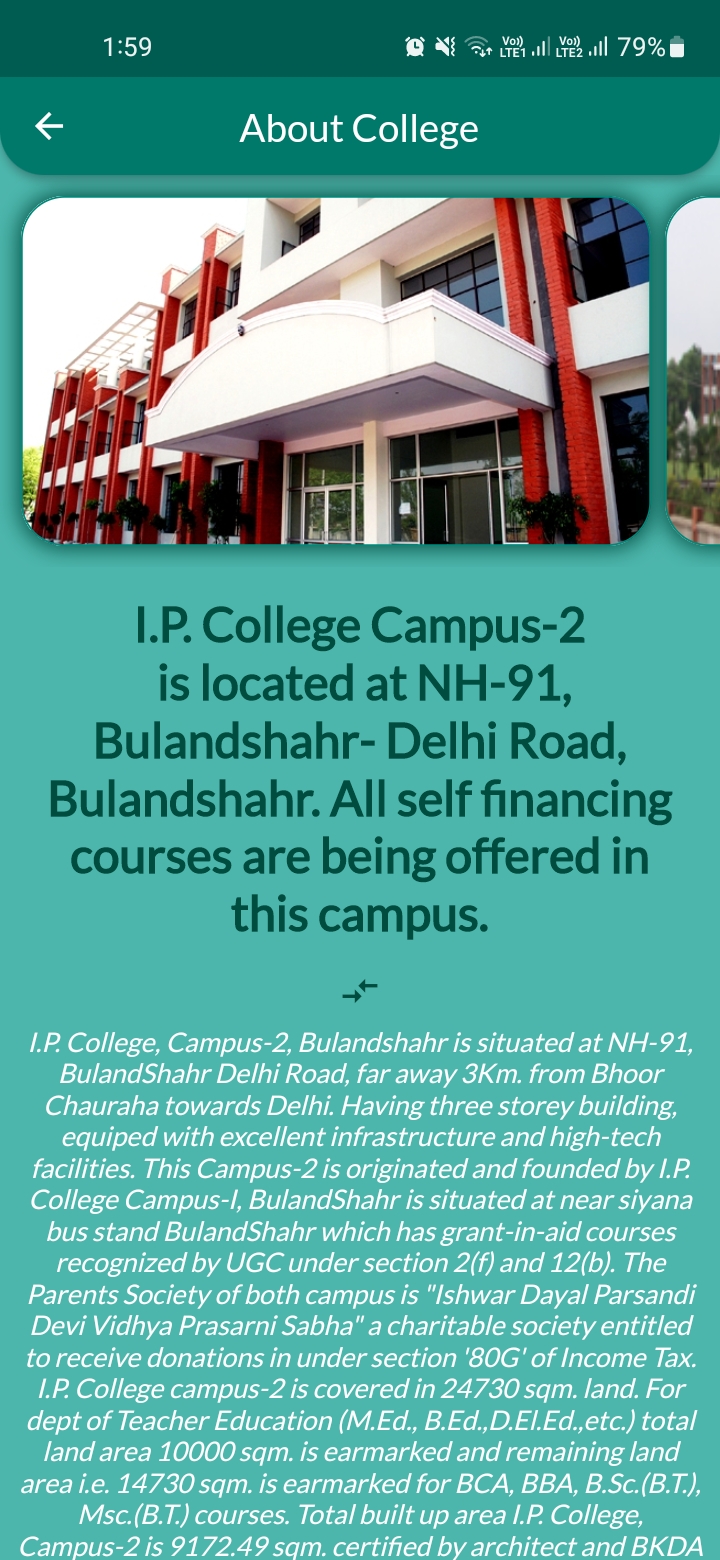 1:59
Vo)) LTE1 Vo)) LTE2 79%
About College
I.P. College Campus-2
is located at NH-91,
Bulandshahr- Delhi Road,
Bulandshahr. All self financing
courses are being offered in
this campus.
I.P. College, Campus-2, Bulandshahr is situated at NH-91,
BulandShahr Delhi Road, far away 3Km. from Bhoor
Chauraha towards Delhi. Having three storey building,
equiped with excellent infrastructure and high-tech
facilities. This Campus-2 is originated and founded by I.P.
College Campus-I, BulandShahr is situated at near siyana
bus stand BulandShahr which has grant-in-aid courses
recognized by UGC under section 2(f) and 12(b). The
Parents Society of both campus is "Ishwar Dayal Parsandi
Devi Vidhya Prasarni Sabha" a charitable society entitled
to receive donations in under section '80G' of Income Tax.
I.P. College campus-2 is covered in 24730 sqm. land. For
dept of Teacher Education (M.Ed., B.Ed.,D.El.Ed.,etc.) total
land area 10000 sqm. is earmarked and remaining land
area i.e. 14730 sqm. is earmarked for BCA, BBA, B.Sc.(B.T.),
Msc.(B.T.) courses. Total built up area I.P. College,
Campus-2 is 9172.49 sqm. certified by architect and BKDA